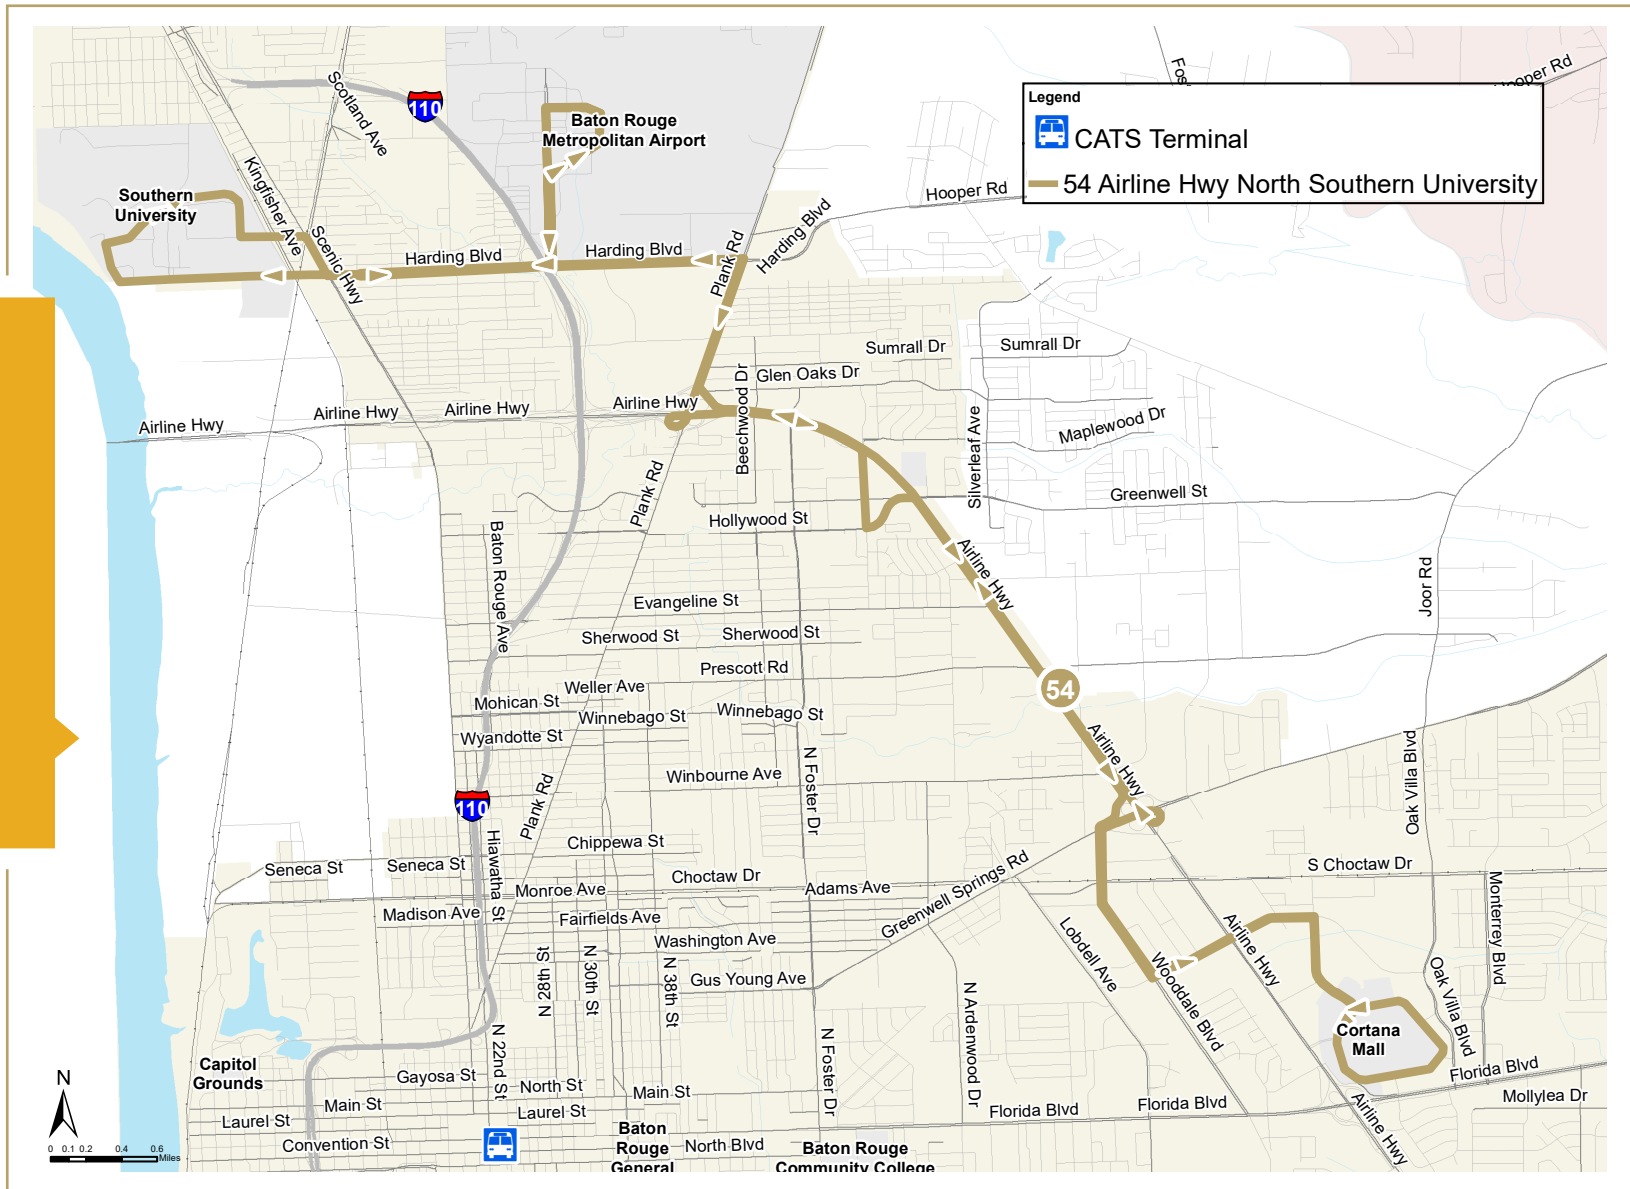 Scotland Ave
110
Baton Rouge
Metropolitan Airport
Fos
Hooper Rd
Legend
CATS Terminal
54 Airline Hwy North Southern University
Kingfisher Ave
Southern
University
Hooper Rd
Scenic Hwy
Harding Blvd
Harding Blvd
Plank Rd
Harding Blvd
Sumrall Dr
Sumrall Dr
Glen Oaks Dr
Beechwood Dr
Airline Hwy
Airline Hwy
Airline Hwy
Airline Hwy
Silverleaf Ave
Maplewood Dr
Plank Rd
Greenwell St
Hollywood St
Baton Rouge Ave
Airline Hwy
Joor Rd
Evangeline St
Sherwood St
Sherwood St
Prescott Rd
Weller Ave
54
Mohican St
Winnebago St
Winnebago St
Wyandotte St
Airline Hwy
Oak Villa Blvd
Winbourne Ave
N Foster Dr
Plank Rd
110
Chippewa St
Hiawatha St
Seneca St
Seneca St
S Choctaw Dr
Choctaw Dr
Monroe Ave
Adams Ave
Greenwell Springs Rd
Madison Ave
Fairfields Ave
Monterrey Blvd
Washington Ave
Lobdell Ave
Airline Hwy
N 28th St
N 30th St
N 38th St
Gus Young Ave
Wooddale Blvd
Oak Villa Blvd
N Ardenwood Dr
Cortana
Mall
N 22nd St
N Foster Dr
Capitol
Grounds
Florida Blvd
N
Gayosa St
North St
Main St
Main St
Mollylea Dr
Laurel St
Laurel St
Florida Blvd
Florida Blvd
Airline Hwy
Convention St
Baton
Rouge
General
North Blvd
Baton Rouge
Community College
0 0.1 0.2 0.4 0.6
Miles